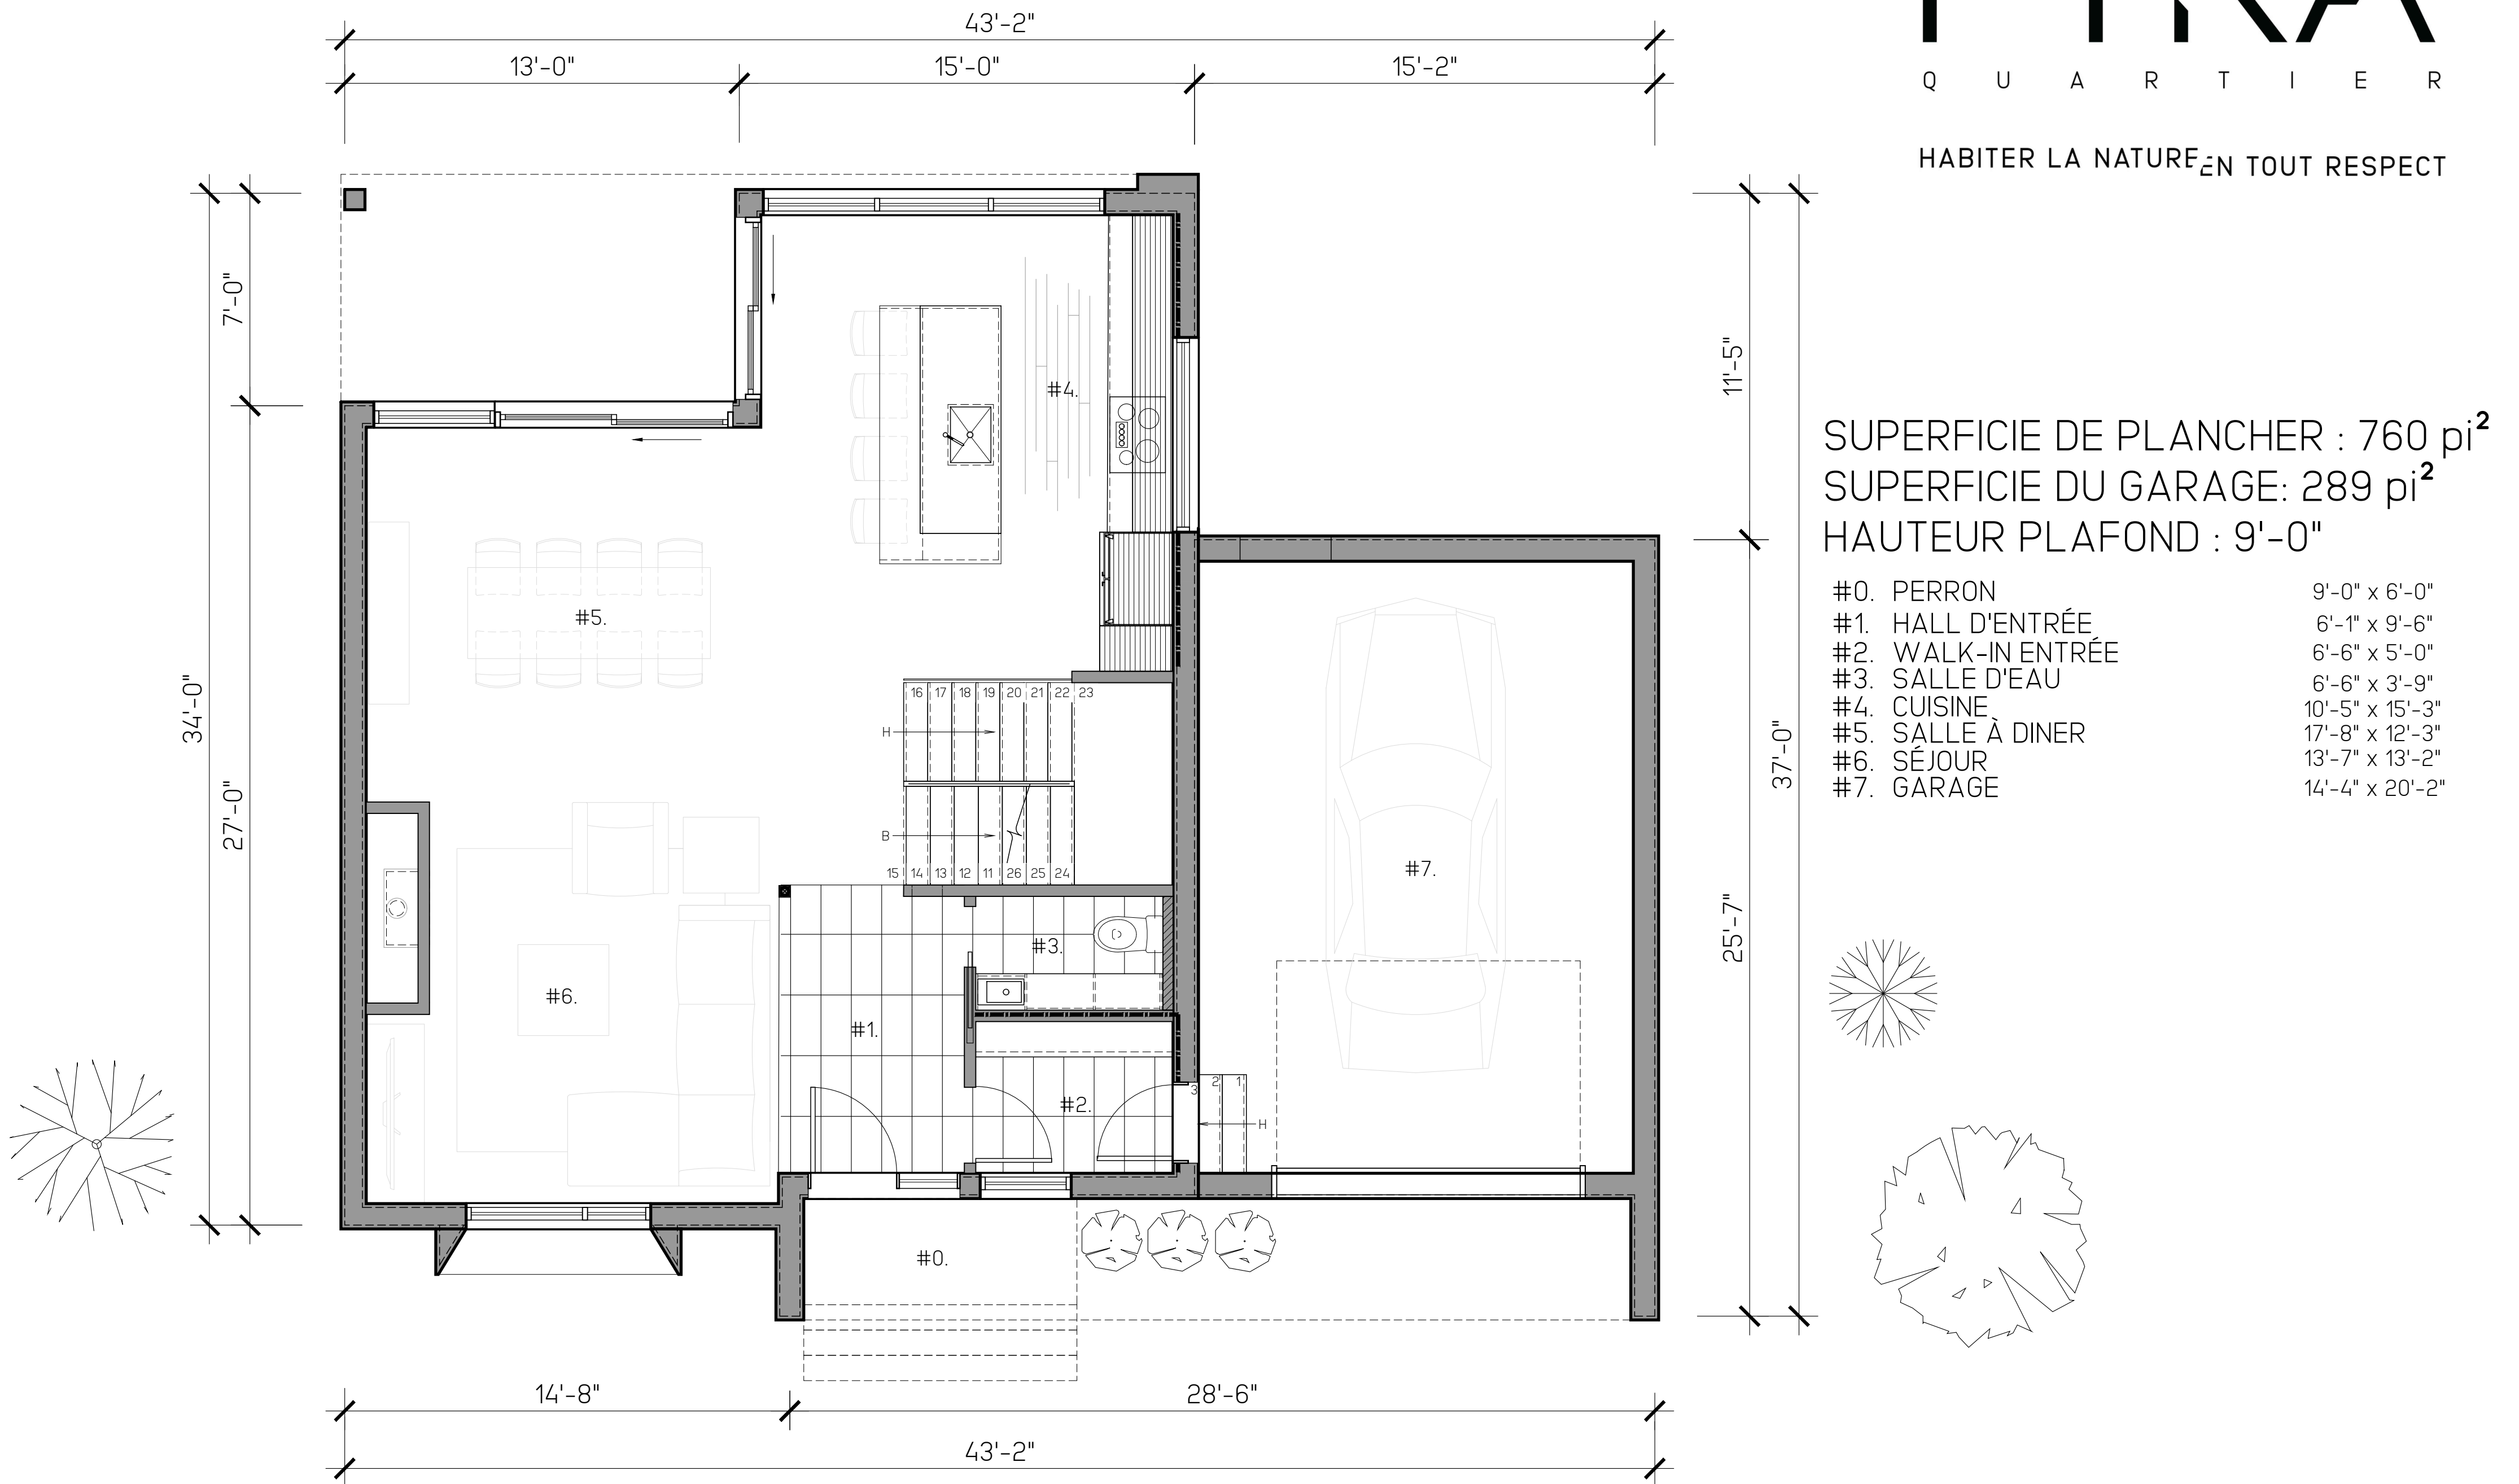 43'-2"
13'-0" 15'-0" 15'-2"
QUARTIER
HABITER LA NATURE EN TOUT RESPECT
7'-0"
34'-0"
27'-0"
11'-5"
37'-0"
25'-7"
SUPERFICIE DE PLANCHER : 760 pi²
SUPERFICIE DU GARAGE: 289 pi²
HAUTEUR PLAFOND : 9'-0"
#0. PERRON 9'-0" x 6'-0"
#1. HALL D'ENTRÉE 6'-1" x 9'-6"
#2. WALK-IN ENTRÉE 6'-6" x 5'-0"
#3. SALLE D'EAU 6'-6" x 3'-9"
#4. CUISINE 10'-5" x 15'-3"
#5. SALLE À DINER 17'-8" x 12'-3"
#6. SÉJOUR 13'-7" x 13'-2"
#7. GARAGE 14'-4" x 20'-2"
#4.
#5.
16 17 18 19 20 21 22 23
H
B
15 14 13 12 11 26 25 24
#7.
#3.
#6.
#1.
3 2 1
#2.
H
#0.
14'-8" 28'-6"
43'-2"